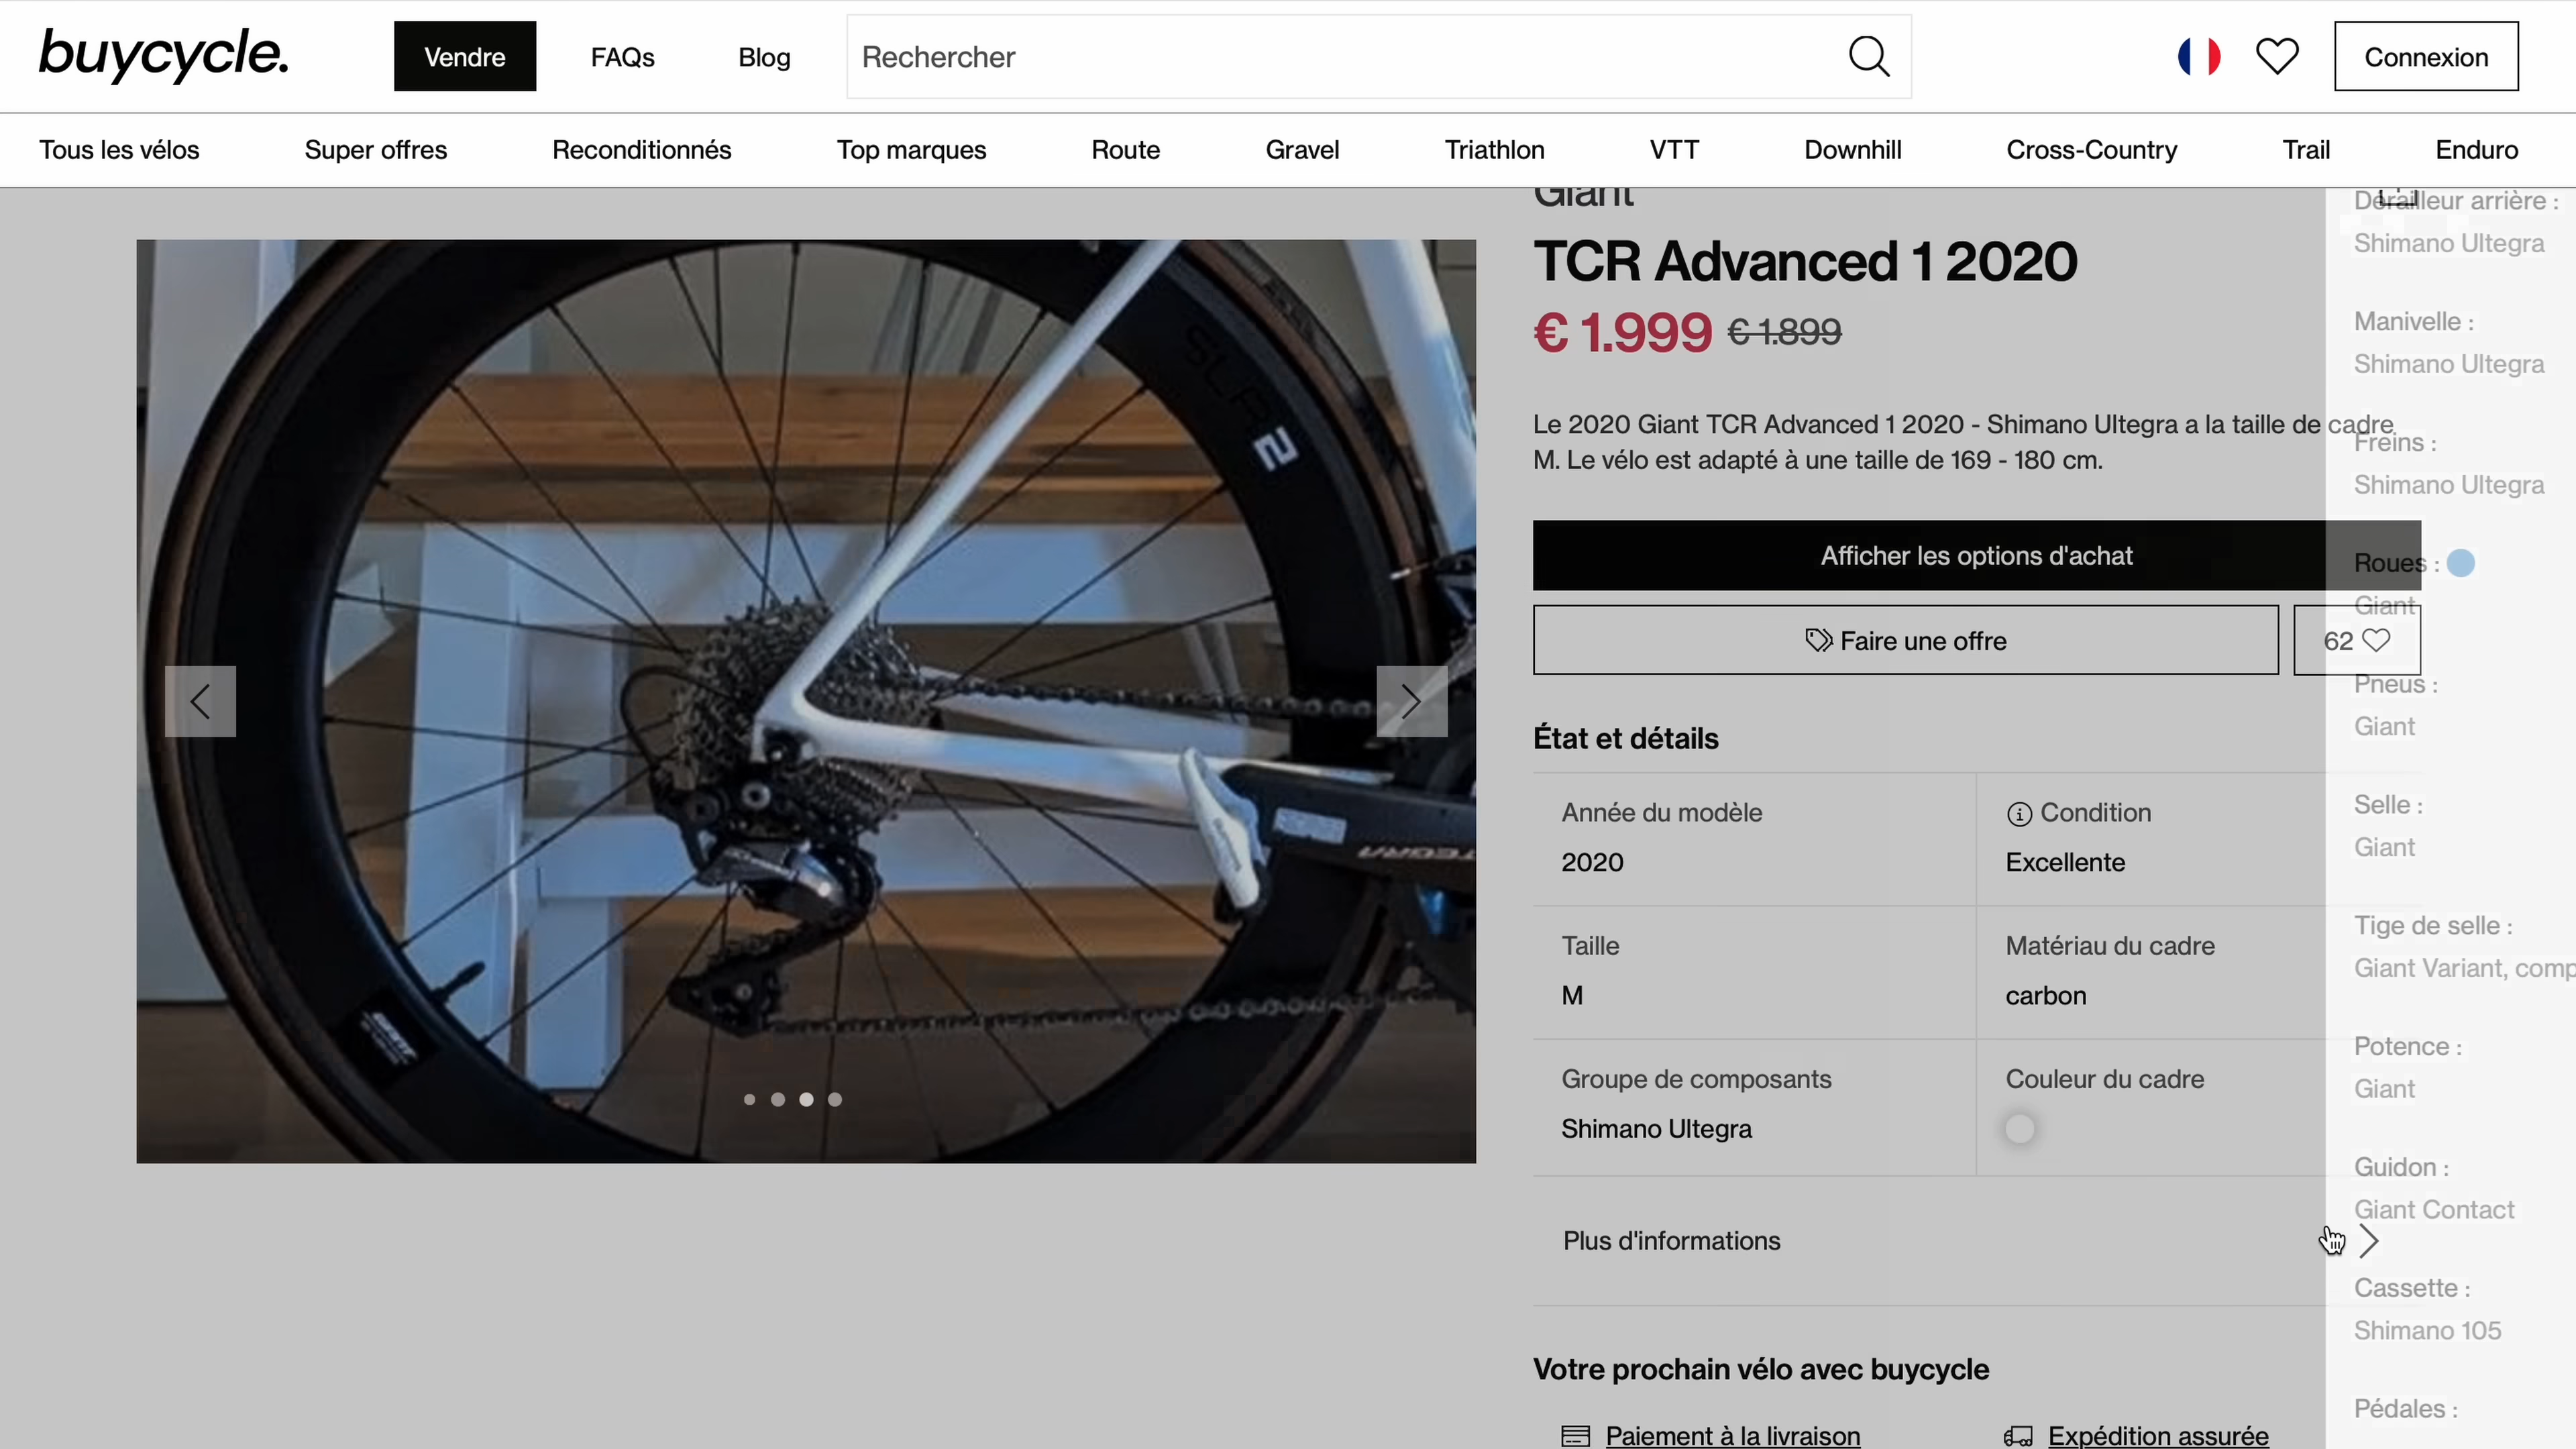 buycycle.
Vendre
FAQs
Blog
Rechercher
Connexion
Tous les vélos
Super offres
Reconditionnés
Top marques
Route
Gravel
Triathlon
VTT
Downhill
Cross-Country
Trail
Enduro
Giant
TCR Advanced 1 2020
€ 1.999 € 1.899
Le 2020 Giant TCR Advanced 1 2020 - Shimano Ultegra a la taille de cadre
M. Le vélo est adapté à une taille de 169 - 180 cm.
Afficher les options d'achat
Faire une offre
62
État et détails
Année du modèle
2020
Condition
Excellente
Taille
M
Matériau du cadre
carbon
Groupe de composants
Shimano Ultegra
Couleur du cadre
Plus d'informations
Votre prochain vélo avec buycycle
Paiement à la livraison
Expédition assurée
Dérailleur arrière :
Shimano Ultegra
Manivelle :
Shimano Ultegra
Freins :
Shimano Ultegra
Roues :
Giant
Pneus :
Giant
Selle :
Giant
Tige de selle :
Giant Variant, comp
Potence :
Giant
Guidon :
Giant Contact
Cassette :
Shimano 105
Pédales :
SLR 2